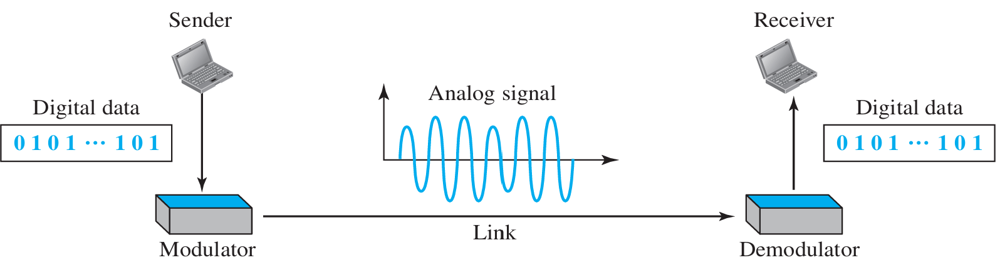 Sender
Receiver
Analog signal
Digital data
0 1 0 1 ··· 1 0 1
Digital data
0 1 0 1 ··· 1 0 1
Link
Modulator
Demodulator